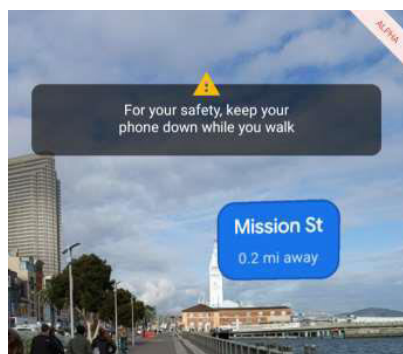 ALPHA
For your safety, keep your
phone down while you walk
Mission St
0.2 mi away